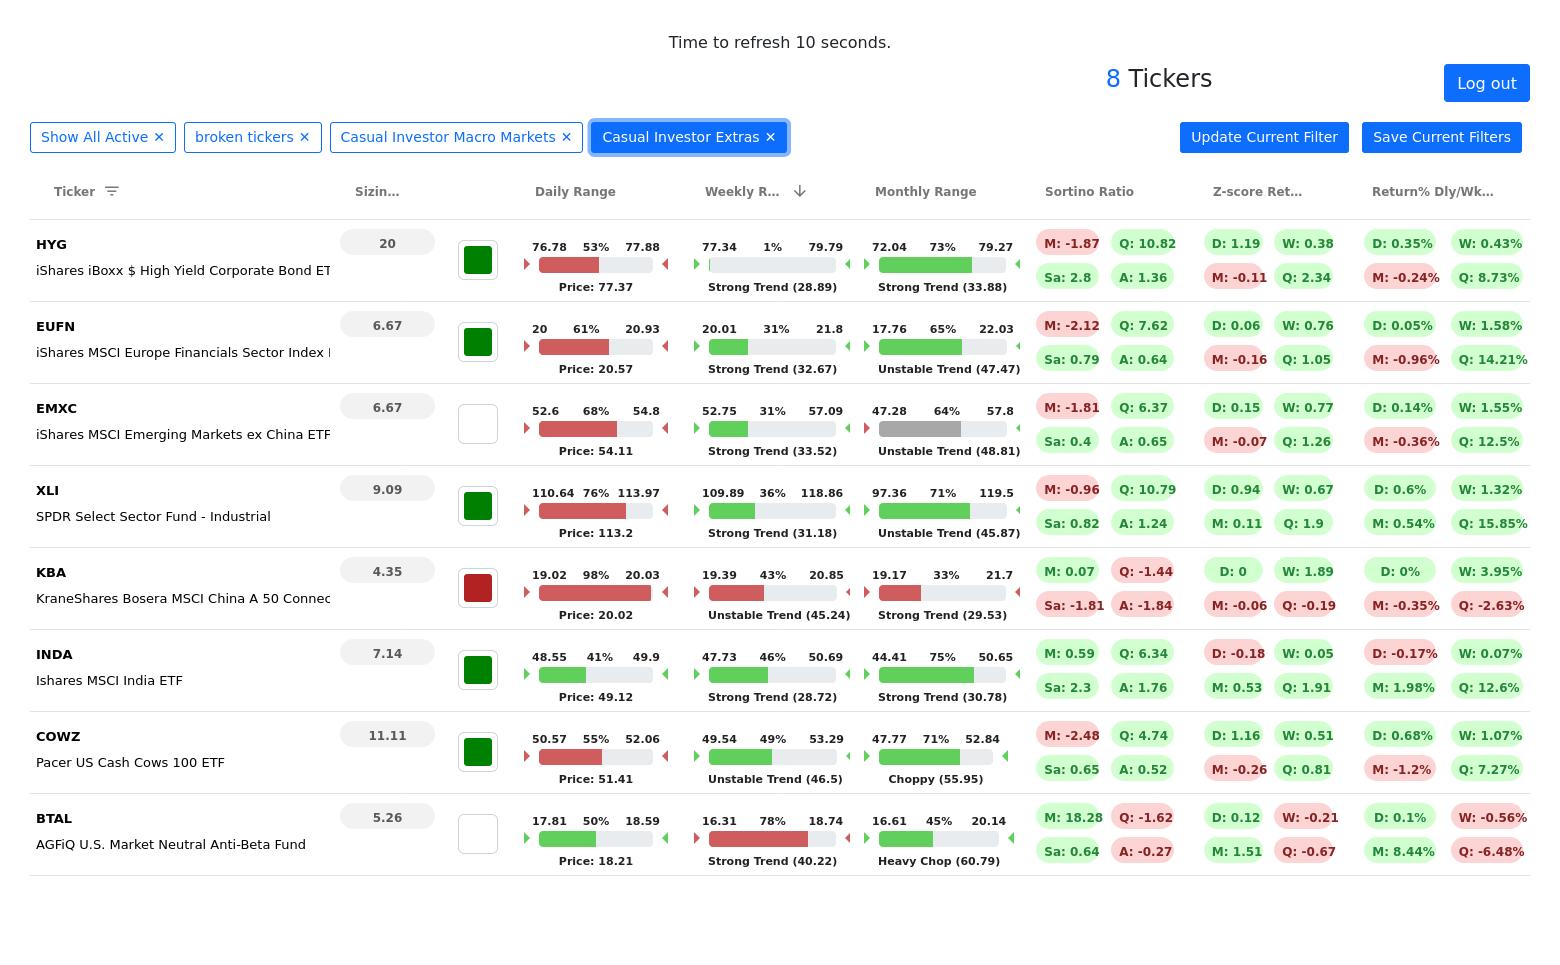 Time to refresh 10 seconds.
8 Tickers
Log out
Show All Active ✕ broken tickers ✕ Casual Investor Macro Markets ✕ Casual Investor Extras ✕ Update Current Filter Save Current Filters
Ticker Sizin... Daily Range Weekly R... Monthly Range Sortino Ratio Z-score Ret... Return% Dly/Wk...
HYG 20 76.78 53% 77.88 77.34 1% 79.79 72.04 73% 79.27 M: -1.87 Q: 10.82 D: 1.19 W: 0.38 D: 0.35% W: 0.43%
iShares iBoxx $ High Yield Corporate Bond ET Sa: 2.8 A: 1.36 M: -0.11 Q: 2.34 M: -0.24% Q: 8.73%
Price: 77.37 Strong Trend (28.89) Strong Trend (33.88)
EUFN 6.67 20 61% 20.93 20.01 31% 21.8 17.76 65% 22.03 M: -2.12 Q: 7.62 D: 0.06 W: 0.76 D: 0.05% W: 1.58%
iShares MSCI Europe Financials Sector Index Sa: 0.79 A: 0.64 M: -0.16 Q: 1.05 M: -0.96% Q: 14.21%
Price: 20.57 Strong Trend (32.67) Unstable Trend (47.47)
EMXC 6.67 52.6 68% 54.8 52.75 31% 57.09 47.28 64% 57.8 M: -1.81 Q: 6.37 D: 0.15 W: 0.77 D: 0.14% W: 1.55%
iShares MSCI Emerging Markets ex China ETF Sa: 0.4 A: 0.65 M: -0.07 Q: 1.26 M: -0.36% Q: 12.5%
Price: 54.11 Strong Trend (33.52) Unstable Trend (48.81)
XLI 9.09 110.64 76% 113.97 109.89 36% 118.86 97.36 71% 119.5 M: -0.96 Q: 10.79 D: 0.94 W: 0.67 D: 0.6% W: 1.32%
SPDR Select Sector Fund - Industrial Sa: 0.82 A: 1.24 M: 0.11 Q: 1.9 M: 0.54% Q: 15.85%
Price: 113.2 Strong Trend (31.18) Unstable Trend (45.87)
KBA 4.35 19.02 98% 20.03 19.39 43% 20.85 19.17 33% 21.7 M: 0.07 Q: -1.44 D: 0 W: 1.89 D: 0% W: 3.95%
KraneShares Bosera MSCI China A 50 Connec Sa: -1.81 A: -1.84 M: -0.06 Q: -0.19 M: -0.35% Q: -2.63%
Price: 20.02 Unstable Trend (45.24) Strong Trend (29.53)
INDA 7.14 48.55 41% 49.9 47.73 46% 50.69 44.41 75% 50.65 M: 0.59 Q: 6.34 D: -0.18 W: 0.05 D: -0.17% W: 0.07%
Ishares MSCI India ETF Sa: 2.3 A: 1.76 M: 0.53 Q: 1.91 M: 1.98% Q: 12.6%
Price: 49.12 Strong Trend (28.72) Strong Trend (30.78)
COWZ 11.11 50.57 55% 52.06 49.54 49% 53.29 47.77 71% 52.84 M: -2.48 Q: 4.74 D: 1.16 W: 0.51 D: 0.68% W: 1.07%
Pacer US Cash Cows 100 ETF Sa: 0.65 A: 0.52 M: -0.26 Q: 0.81 M: -1.2% Q: 7.27%
Price: 51.41 Unstable Trend (46.5) Choppy (55.95)
BTAL 5.26 17.81 50% 18.59 16.31 78% 18.74 16.61 45% 20.14 M: 18.28 Q: -1.62 D: 0.12 W: -0.21 D: 0.1% W: -0.56%
AGFiQ U.S. Market Neutral Anti-Beta Fund Sa: 0.64 A: -0.27 M: 1.51 Q: -0.67 M: 8.44% Q: -6.48%
Price: 18.21 Strong Trend (40.22) Heavy Chop (60.79)